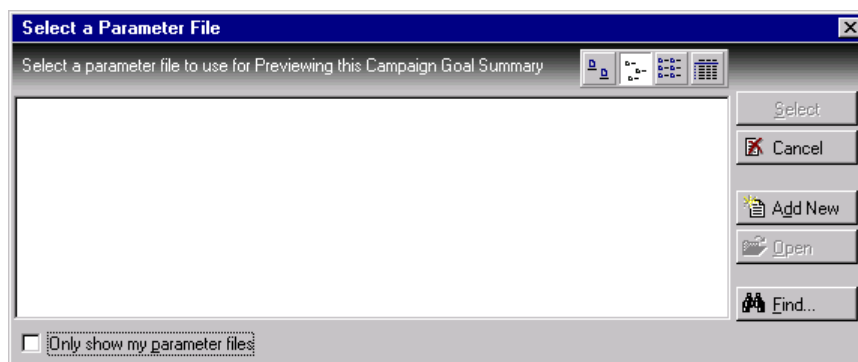 Select a Parameter File
Select a parameter file to use for Previewing this Campaign Goal Summary
Select
Cancel
Add New
Open
Find...
Only show my parameter files